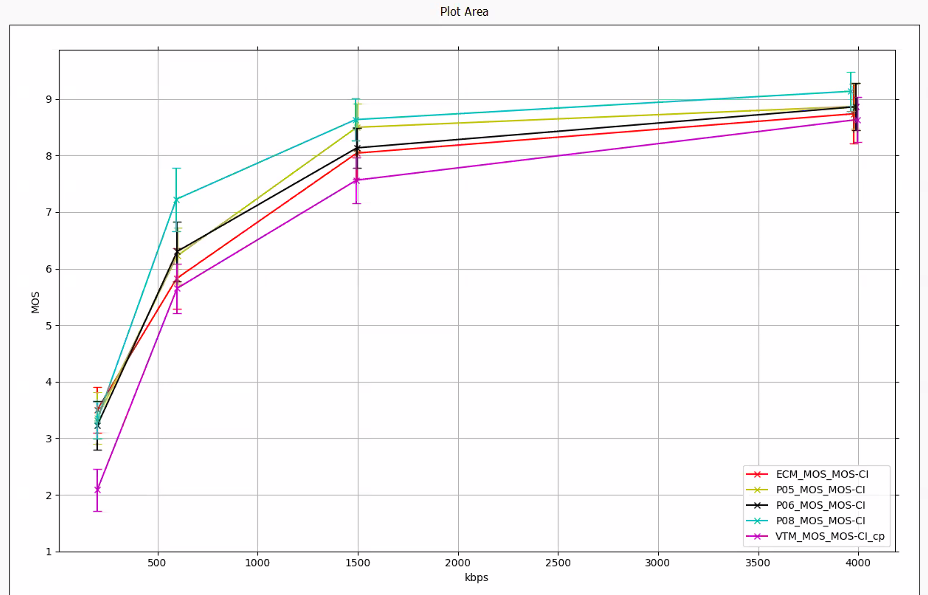 Plot Area
9
8
7
6
5
4
3
2
1
MOS
500
1000
1500
2000
2500
3000
3500
4000
kbps
ECM_MOS_MOS-CI
P05_MOS_MOS-CI
P06_MOS_MOS-CI
P08_MOS_MOS-CI
VTM_MOS_MOS-CI_cp